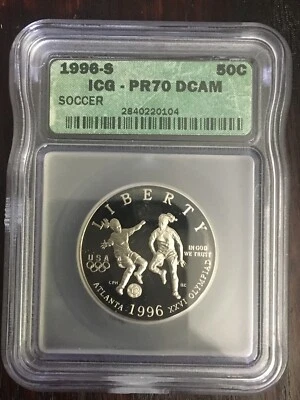 1996-S 50C
ICG - PR70 DCAM
SOCCER
2840220104
LIBERTY
USA
IN GOD
WE TRUST
ATLANTA 1996 XXVI OLYMPIAD